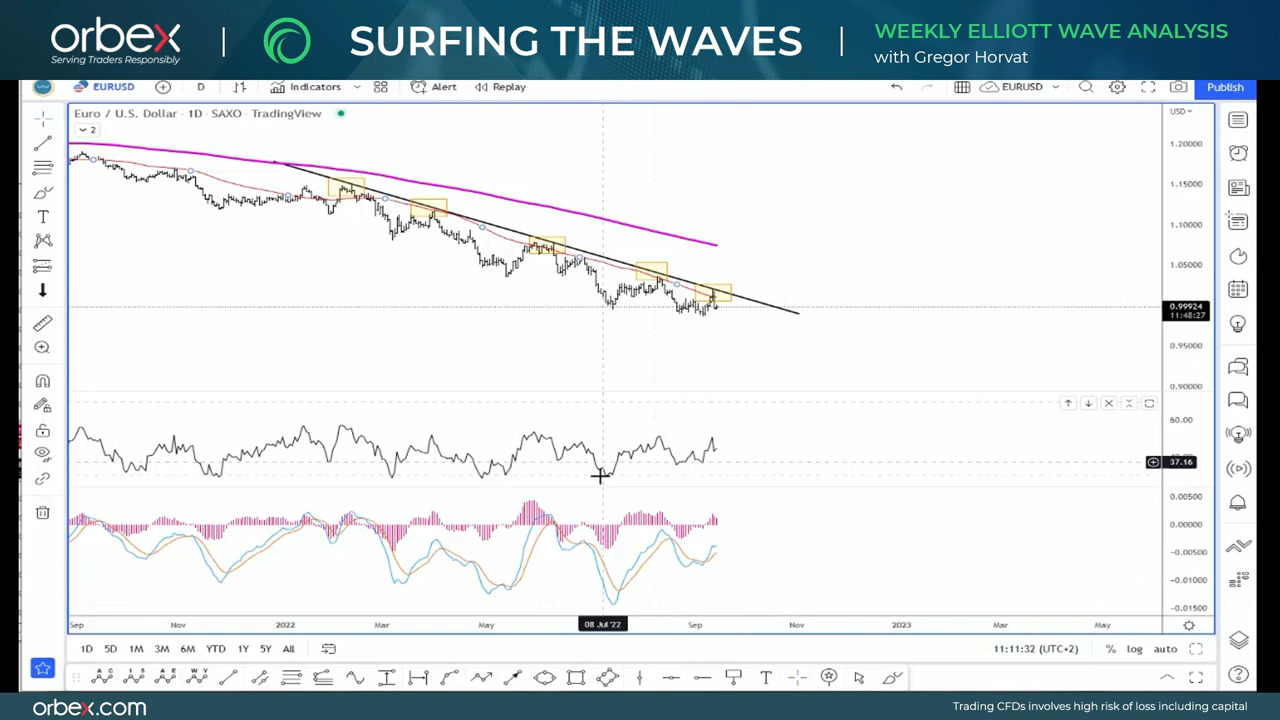 orbex
Serving Traders Responsibly
SURFING THE WAVES
WEEKLY ELLIOTT WAVE ANALYSIS
with Gregor Horvat
EURUSD
D
Indicators
Alert
Replay
EURUSD
Publish
Euro / U.S. Dollar · 1D · SAXO · TradingView
USD
2
1.20000
1.15000
1.10000
1.05000
0.99924
11:48:27
0.95000
0.90000
60.00
37.16
0.00500
0.00000
-0.00500
-0.01000
-0.01500
Sep
Nov
2022
Mar
May
08 Jul '22
Sep
Nov
2023
Mar
May
1D 5D 1M 3M 6M YTD 1Y 5Y All
11:11:32 (UTC+2)
% log auto
A C
1 5
A E
W Y
T
orbex.com
Trading CFDs involves high risk of loss including capital